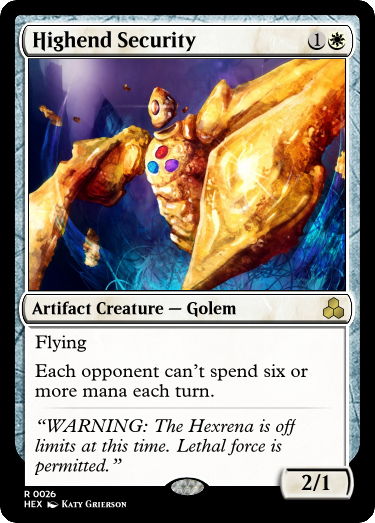 Highend Security 1
Artifact Creature — Golem
Flying
Each opponent can't spend six or
more mana each turn.
“WARNING: The Hexrena is off
limits at this time. Lethal force is
permitted.”
2/1
R 0026
HEX KATY GRIERSON